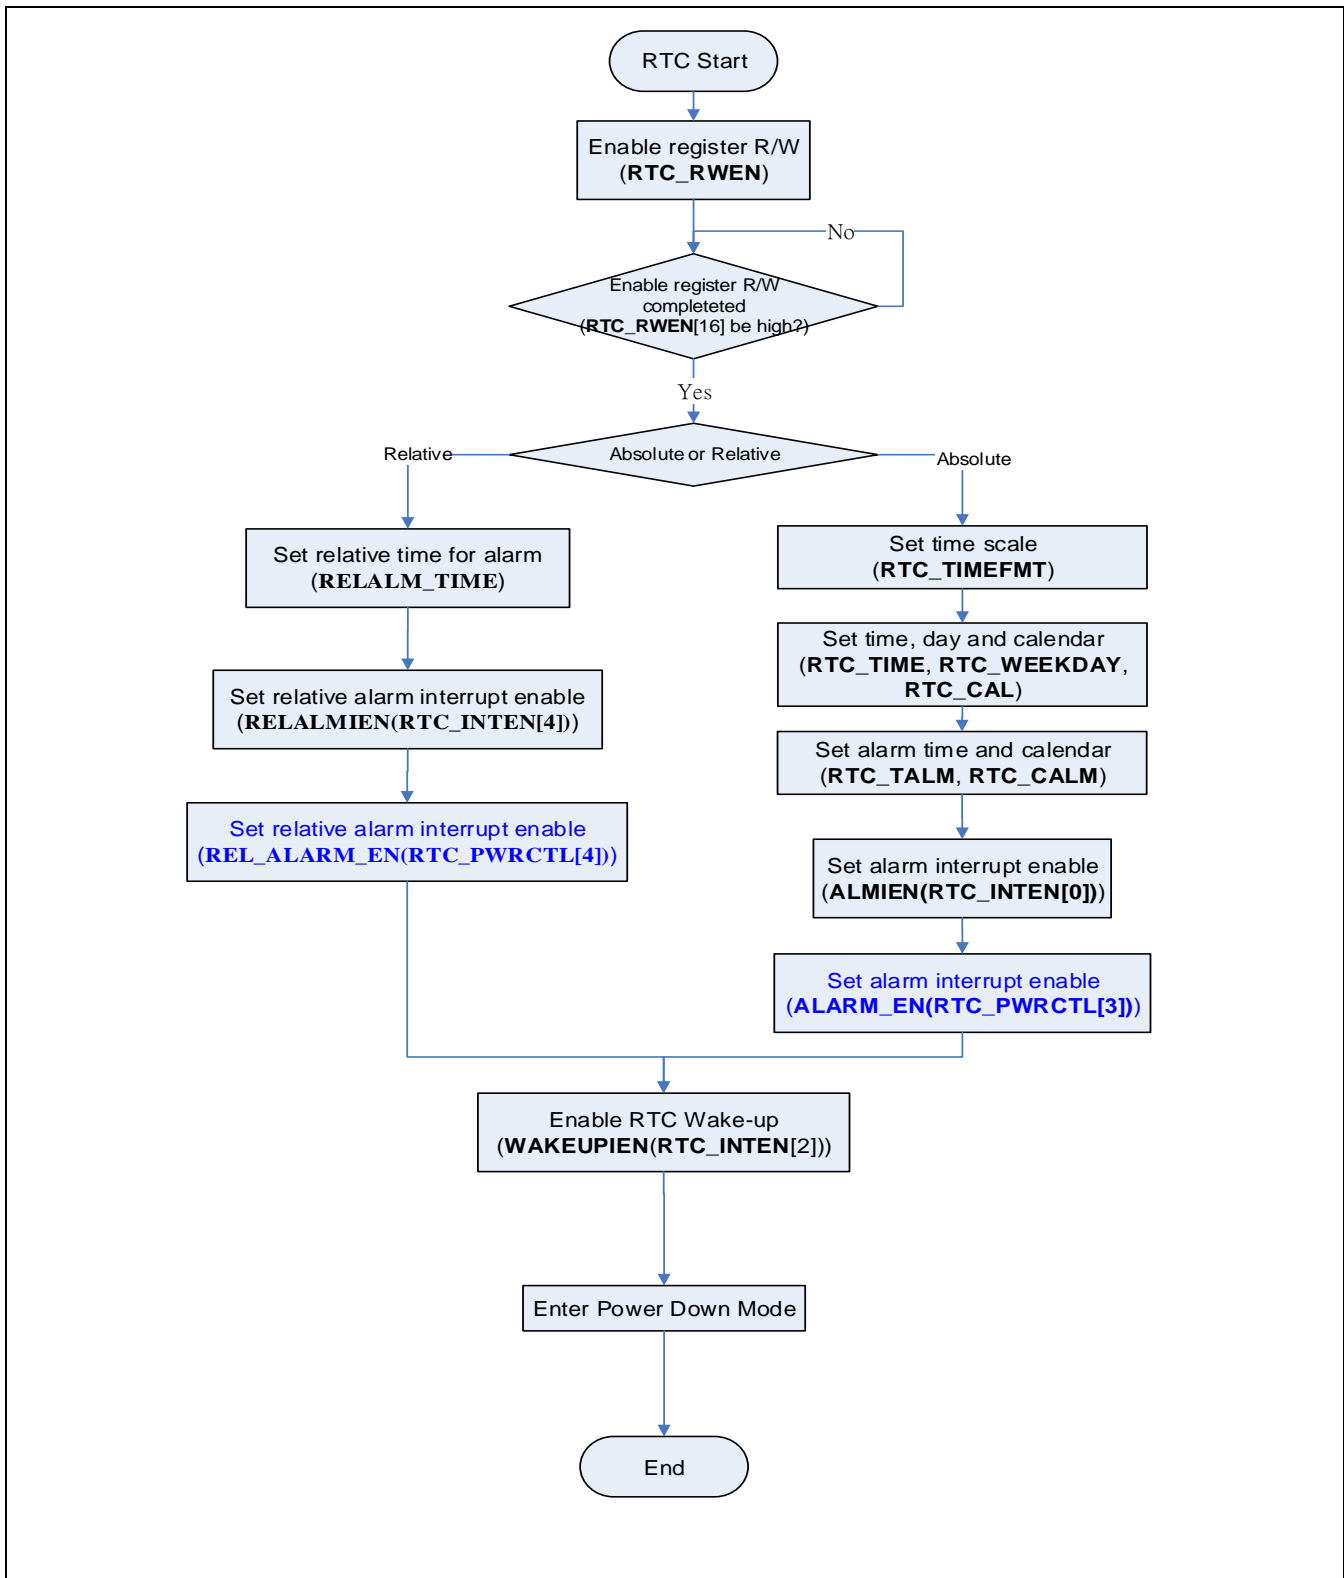 RTC Start
Enable register R/W
(RTC_RWEN)
No
Enable register R/W
completeted
(RTC_RWEN[16] be high?)
Yes
Absolute or Relative
Relative
Absolute
Set relative time for alarm
(RELALM_TIME)
Set relative alarm interrupt enable
(RELALMIEN(RTC_INTEN[4]))
Set relative alarm interrupt enable
(REL_ALARM_EN(RTC_PWRCTL[4]))
Set time scale
(RTC_TIMEFMT)
Set time, day and calendar
(RTC_TIME, RTC_WEEKDAY,
RTC_CAL)
Set alarm time and calendar
(RTC_TALM, RTC_CALM)
Set alarm interrupt enable
(ALMIEN(RTC_INTEN[0]))
Set alarm interrupt enable
(ALARM_EN(RTC_PWRCTL[3]))
Enable RTC Wake-up
(WAKEUPIEN(RTC_INTEN[2]))
Enter Power Down Mode
End